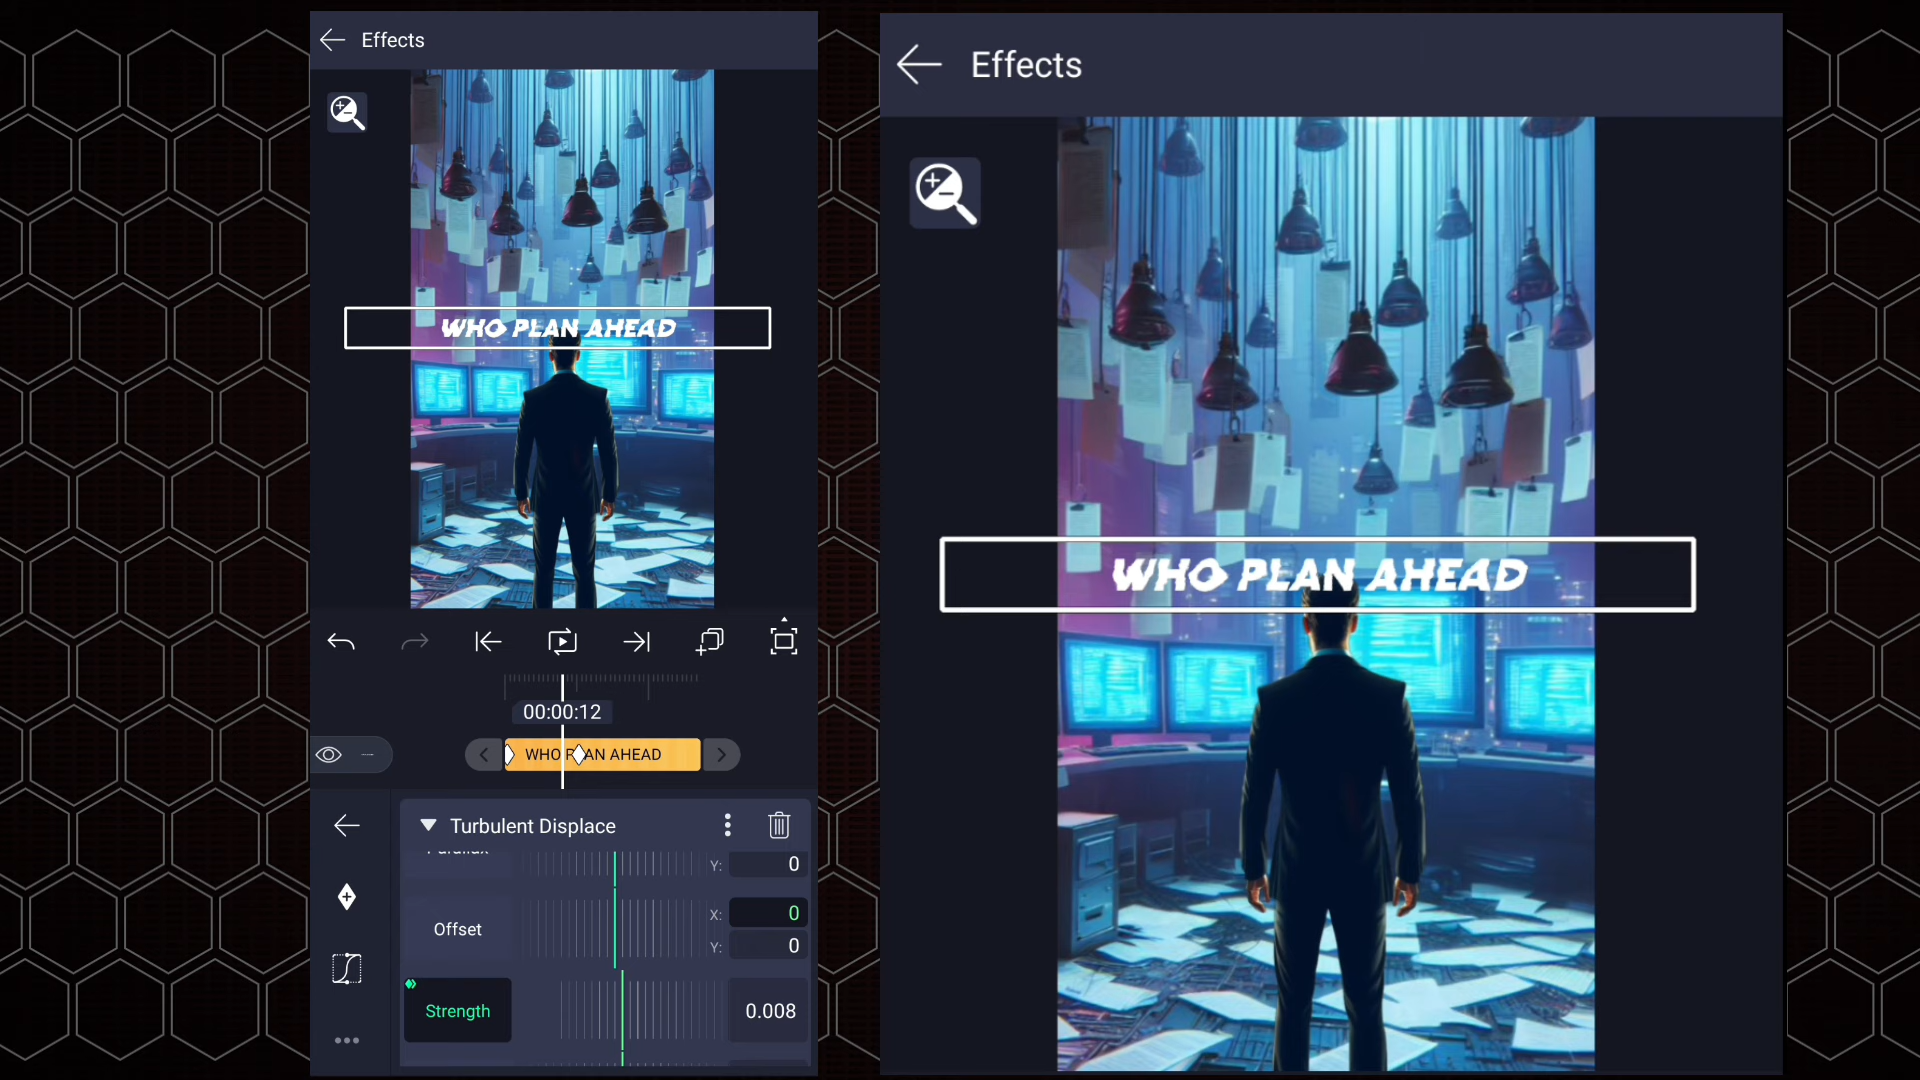 Effects
WHO PLAN AHEAD
00:00:12
WHO PLAN AHEAD
Turbulent Displace
Parallax
Y: 0
Offset
X: 0
Y: 0
Strength
0.008
Effects
WHO PLAN AHEAD